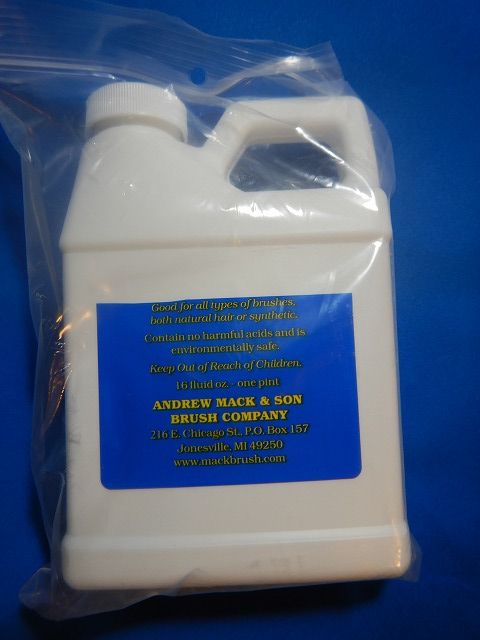 Good for all types of brushes,
both natural hair or synthetic.
Contain no harmful acids and is
environmentally safe.
Keep Out of Reach of Children.
16 fluid oz. - one pint
ANDREW MACK & SON
BRUSH COMPANY
216 E. Chicago St., P.O. Box 157
Jonesville, MI 49250
www.mackbrush.com